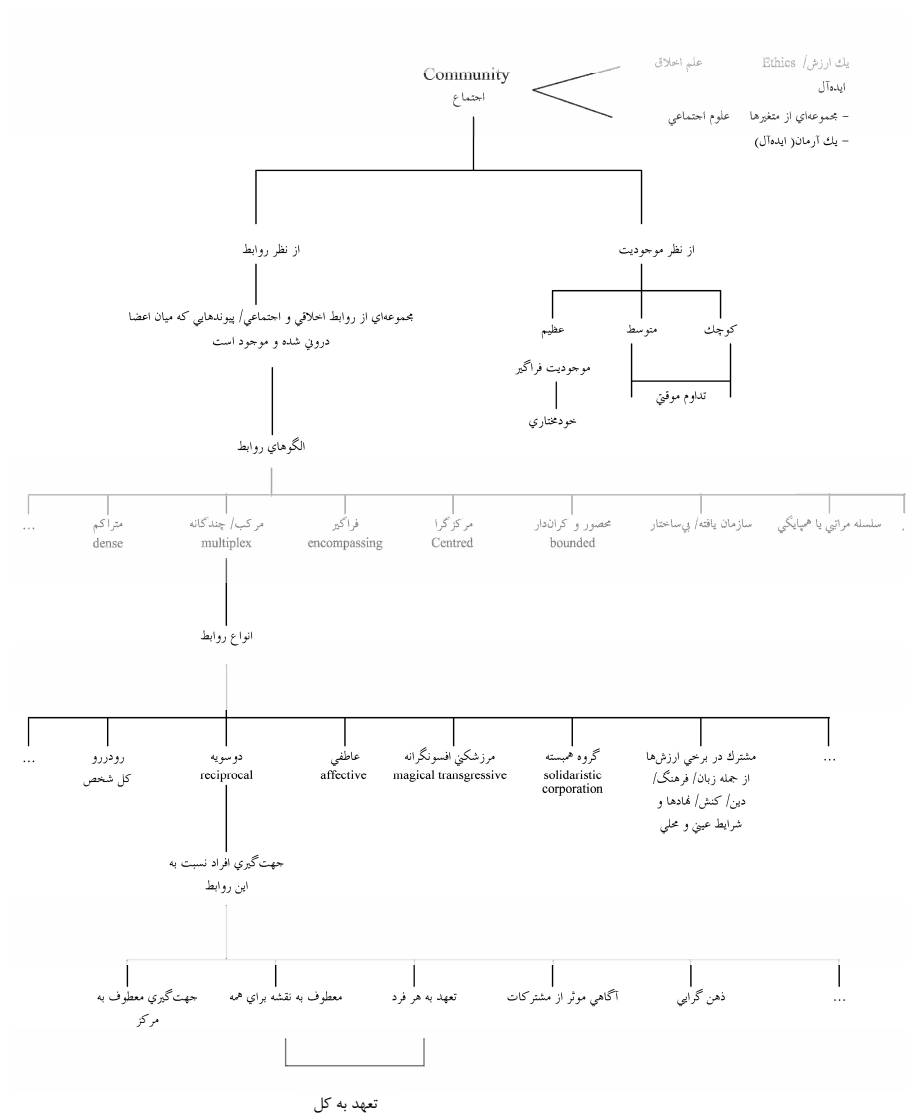 Community
اجتماع
يك ارزش/ Ethics علم اخلاق
ايده‌آل
– مجموعه‌اي از متغيرها علوم اجتماعي
– يك آرمان( ايده‌آل)
از نظر موجوديت
از نظر روابط
كوچك
متوسط
عظيم
تداوم موقتي
موجوديت فراگير
خودمختاري
مجموعه‌اي از روابط اخلاقي و اجتماعي/ پيوندهايي كه ميان اعضا
دروني شده و موجود است
الگوهاي روابط
سلسله مراتبي يا همپايگي
سازمان يافته/ بي‌ساختار
محصور و كران‌دار
bounded
مركزگرا
Centred
فراگير
encompassing
مركب/ چندگانه
multiplex
متراكم
dense
...
انواع روابط
...
مشترك در برخي ارزش‌ها
از جمله زبان/ فرهنگ/
دين/ كنش/ نهادها و
شرايط عيني و محلي
گروه همبسته
solidaristic
corporation
مرزشكني افسونگرانه
magical transgressive
عاطفي
affective
دوسويه
reciprocal
رودررو
كل شخص
...
جهت‌گيري افراد نسبت به
اين روابط
...
ذهن گرايي
آگاهي موثر از مشتركات
تعهد به هر فرد
معطوف به نقشه براي همه
جهت‌گيري معطوف به
مركز
تعهد به كل